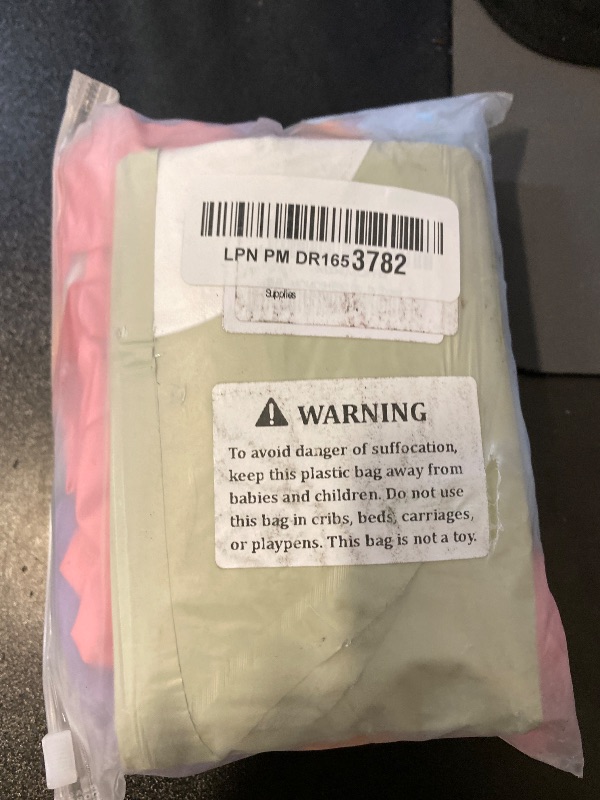 LPN PM DR1653782
Supplies
WARNING
To avoid danger of suffocation,
keep this plastic bag away from
babies and children. Do not use
this bag in cribs, beds, carriages,
or playpens. This bag is not a toy.